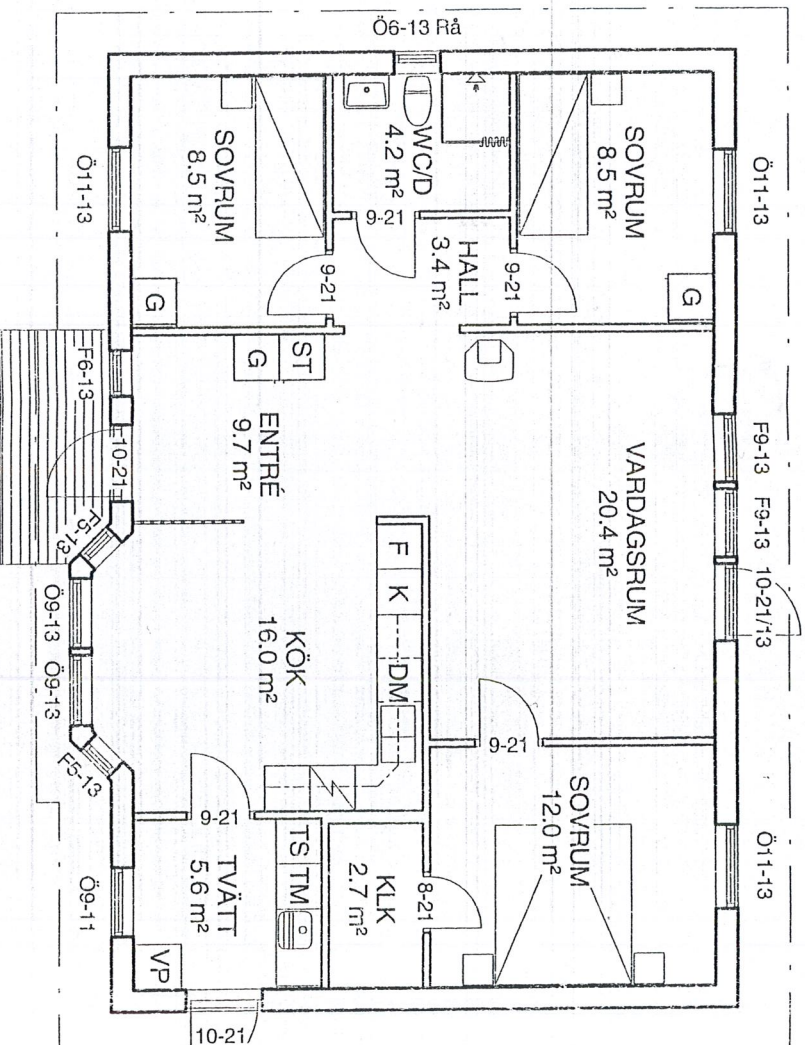 Ö6-13 Rå
SOVRUM
8.5 m²
WC/D
4.2 m²
SOVRUM
8.5 m²
Ö11-13
Ö11-13
9-21
HALL
3.4 m²
9-21
9-21
G
G
F6-13
G
ST
ENTRÉ
9.7 m²
10-21
VARDAGSRUM
20.4 m²
F9-13
F9-13
10-21/13
F5-13
Ö9-13
Ö9-13
F5-13
KÖK
16.0 m²
F
K
DM
9-21
9-21
SOVRUM
12.0 m²
Ö11-13
TS
TM
TVÄTT
5.6 m²
KLK
2.7 m²
8-21
Ö9-11
VP
10-21/